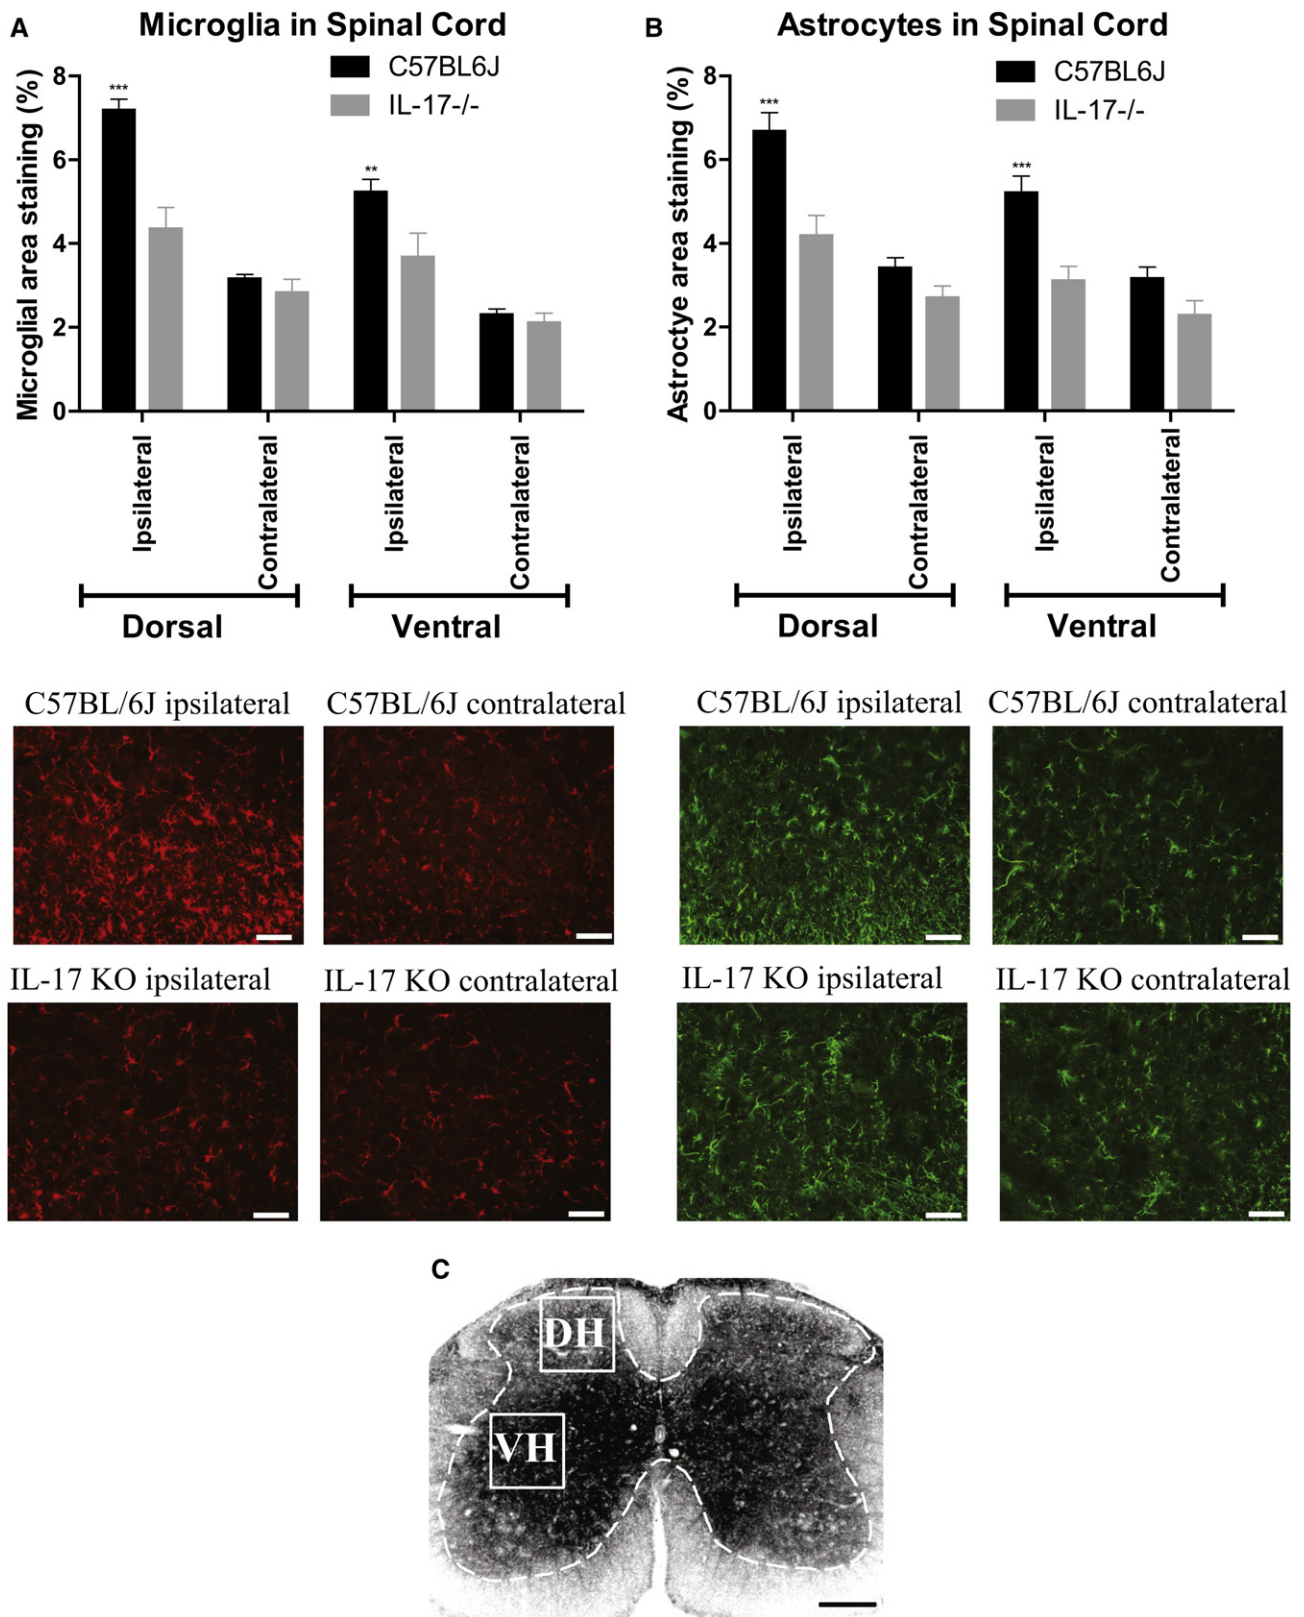 A
Microglia in Spinal Cord
C57BL6J
IL-17-/-
Microglial area staining (%)
8
6
4
2
0
***
**
Ipsilateral
Contralateral
Ipsilateral
Contralateral
Dorsal
Ventral
B
Astrocytes in Spinal Cord
C57BL6J
IL-17-/-
Astroctye area staining (%)
8
6
4
2
0
***
***
Ipsilateral
Contralateral
Ipsilateral
Contralateral
Dorsal
Ventral
C57BL/6J ipsilateral
C57BL/6J contralateral
C57BL/6J ipsilateral
C57BL/6J contralateral
IL-17 KO ipsilateral
IL-17 KO contralateral
IL-17 KO ipsilateral
IL-17 KO contralateral
C
DH
VH